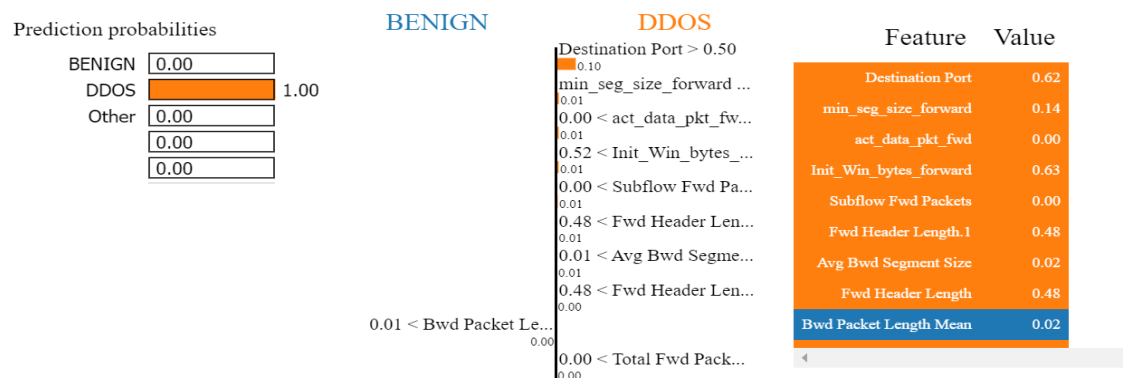 Prediction probabilities
BENIGN 0.00
DDOS 1.00
Other 0.00
0.00
0.00
BENIGN DDOS
Destination Port > 0.50
0.10
min_seg_size_forward ...
0.01
0.00 < act_data_pkt_fw...
0.01
0.52 < Init_Win_bytes_...
0.01
0.00 < Subflow Fwd Pa...
0.01
0.48 < Fwd Header Len...
0.01
0.01 < Avg Bwd Segme...
0.01
0.48 < Fwd Header Len...
0.00
0.01 < Bwd Packet Le...
0.00
0.00 < Total Fwd Pack...
0.00
Feature Value
Destination Port 0.62
min_seg_size_forward 0.14
act_data_pkt_fwd 0.00
Init_Win_bytes_forward 0.63
Subflow Fwd Packets 0.00
Fwd Header Length.1 0.48
Avg Bwd Segment Size 0.02
Fwd Header Length 0.48
Bwd Packet Length Mean 0.02